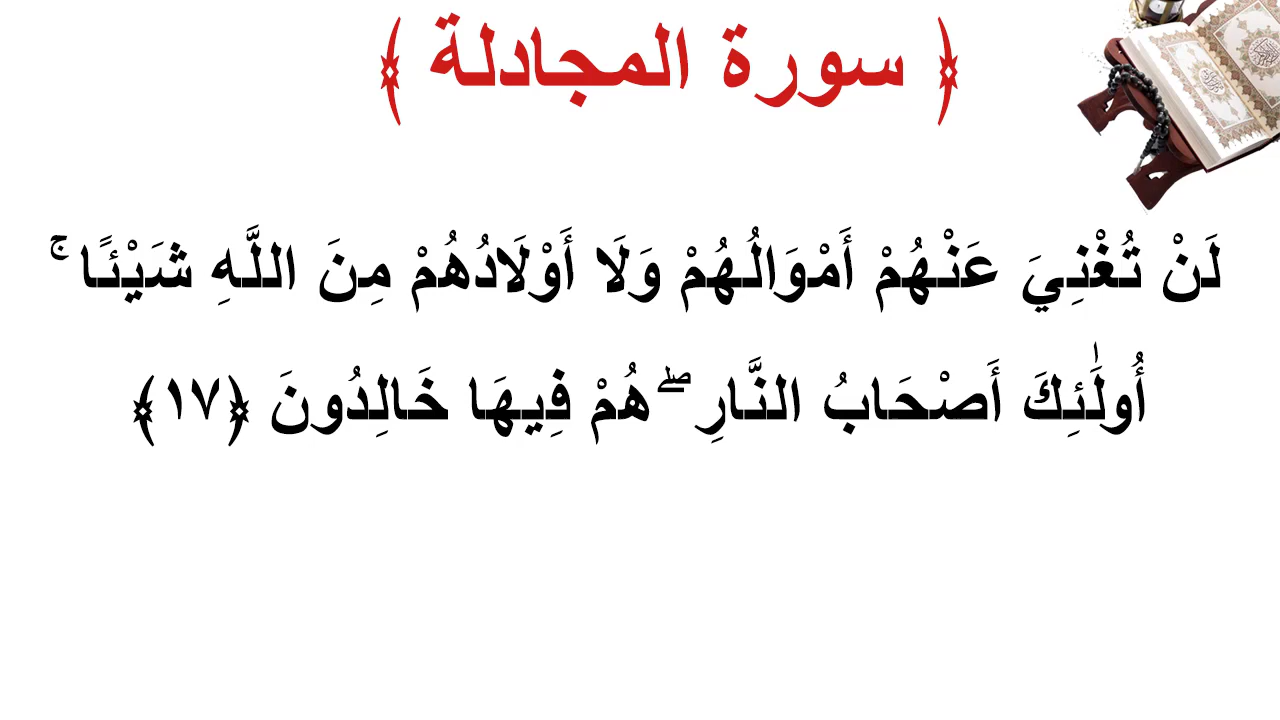 ﴿ سورة المجادلة ﴾
لَنْ تُغْنِيَ عَنْهُمْ أَمْوَالُهُمْ وَلَا أَوْلَادُهُمْ مِنَ اللَّهِ شَيْئًا ۚ
أُولَٰئِكَ أَصْحَابُ النَّارِ ۖ هُمْ فِيهَا خَالِدُونَ ﴿١٧﴾